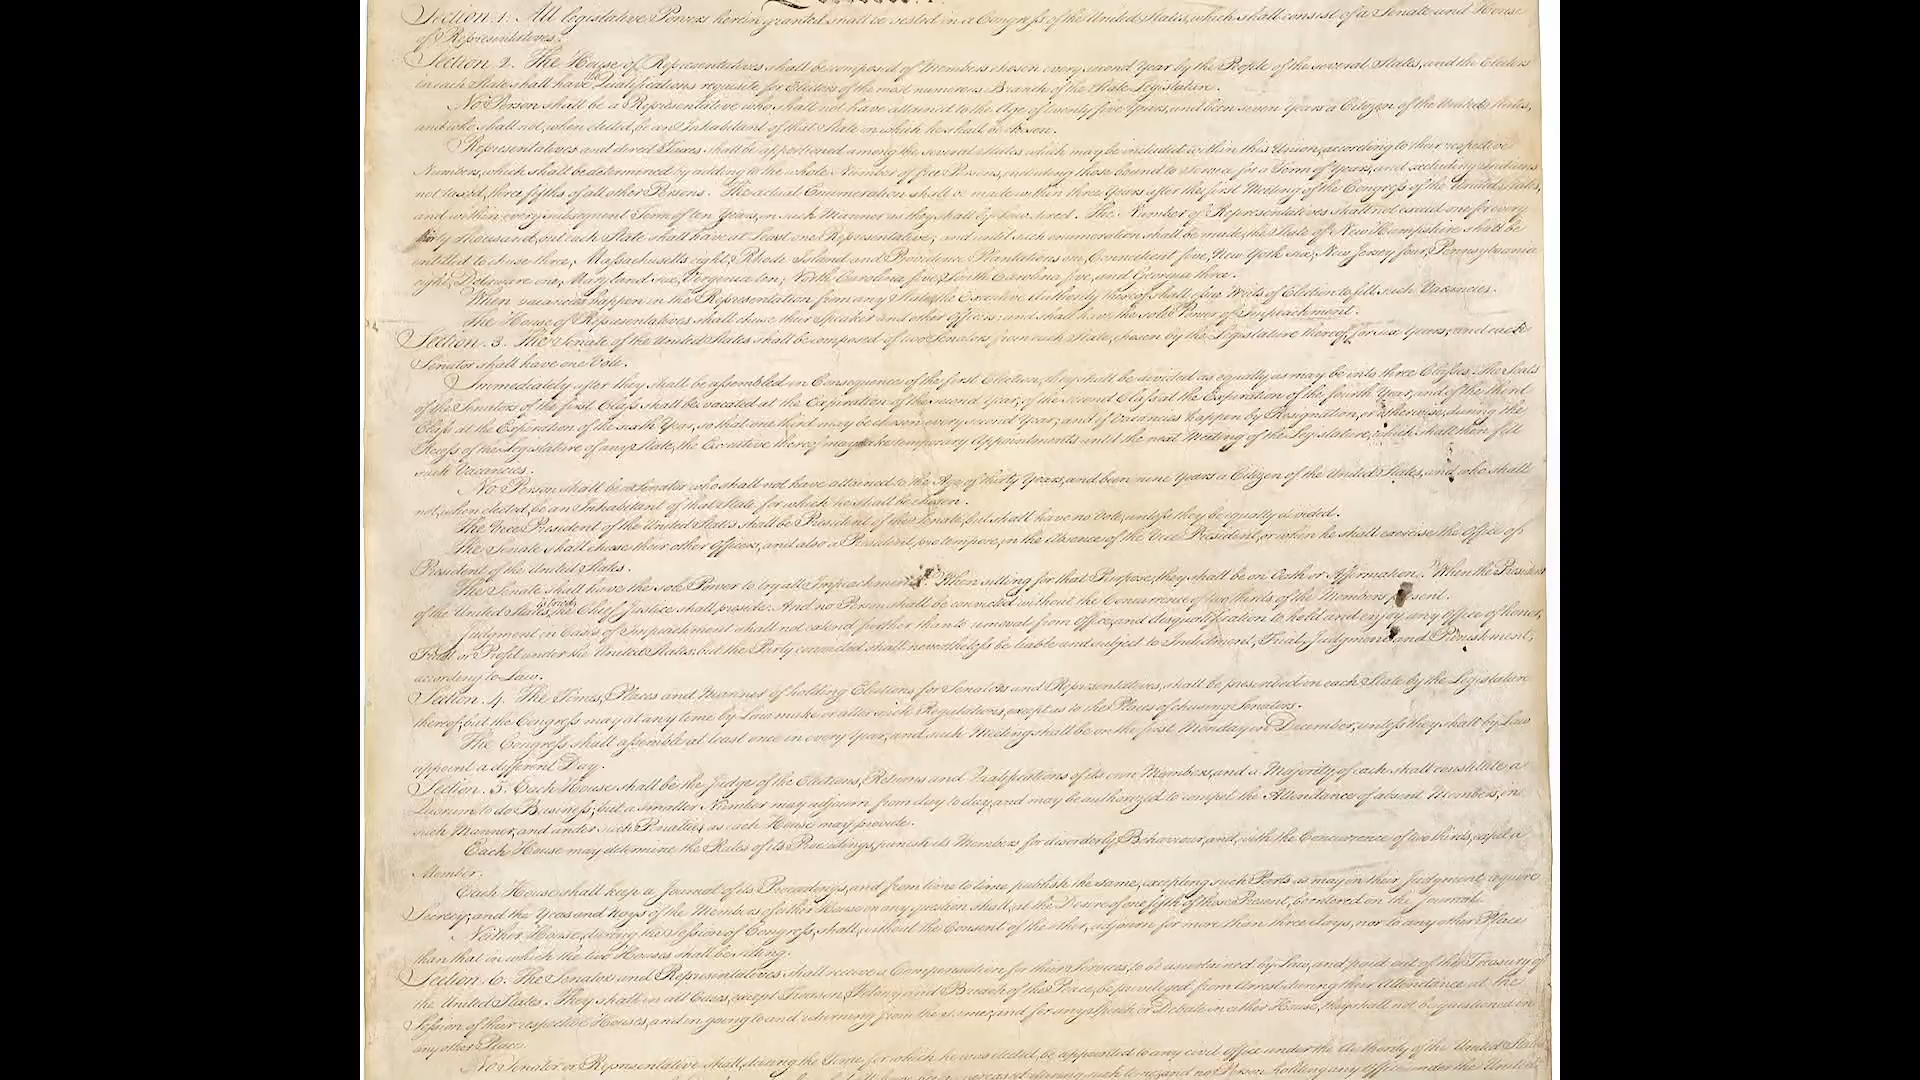 Section. 1. All legislative Powers herein granted shall be vested in a Congress of the United States, which shall consist of a Senate and House
of Representatives.
Section. 2. The House of Representatives shall be composed of Members chosen every second Year by the People of the several States, and the Electors
in each State shall have the Qualifications requisite for Electors of the most numerous Branch of the State Legislature.
No Person shall be a Representative who shall not have attained to the Age of twenty five Years, and been seven Years a Citizen of the United States,
and who shall not, when elected, be an Inhabitant of that State in which he shall be chosen.
Representatives and direct Taxes shall be apportioned among the several States which may be included within this Union, according to their respective
Numbers, which shall be determined by adding to the whole Number of free Persons, including those bound to Service for a Term of Years, and excluding Indians
not taxed, three fifths of all other Persons. The actual Enumeration shall be made within three Years after the first Meeting of the Congress of the United States,
and within every subsequent Term of ten Years, in such Manner as they shall by Law direct. The Number of Representatives shall not exceed one for every
thirty Thousand, but each State shall have at Least one Representative; and until such enumeration shall be made, the State of New Hampshire shall be
entitled to chuse three, Massachusetts eight, Rhode Island and Providence Plantations one, Connecticut five, New York six, New Jersey four, Pennsylvania
eight, Delaware one, Maryland six, Virginia ten, North Carolina five, South Carolina five, and Georgia three.
When vacancies happen in the Representation from any State, the Executive Authority thereof shall issue Writs of Election to fill such Vacancies.
The House of Representatives shall chuse their Speaker and other Officers; and shall have the sole Power of Impeachment.
Section. 3. The Senate of the United States shall be composed of two Senators from each State, chosen by the Legislature thereof, for six Years; and each
Senator shall have one Vote.
Immediately after they shall be assembled in Consequence of the first Election, they shall be divided as equally as may be into three Classes. The Seats
of the Senators of the first Class shall be vacated at the Expiration of the second Year, of the second Class at the Expiration of the fourth Year, and of the third
Class at the Expiration of the sixth Year, so that one third may be chosen every second Year; and if Vacancies happen by Resignation, or otherwise, during the
Recess of the Legislature of any State, the Executive thereof may make temporary Appointments until the next Meeting of the Legislature, which shall then fill
such Vacancies.
No Person shall be a Senator who shall not have attained to the Age of thirty Years, and been nine Years a Citizen of the United States, and who shall
not, when elected, be an Inhabitant of that State for which he shall be chosen.
The Vice President of the United States shall be President of the Senate, but shall have no Vote, unless they be equally divided.
The Senate shall chuse their other Officers, and also a President pro tempore, in the Absence of the Vice President, or when he shall exercise the Office of
President of the United States.
The Senate shall have the sole Power to try all Impeachments. When sitting for that Purpose, they shall be on Oath or Affirmation. When the President
of the United States is tried, the Chief Justice shall preside: And no Person shall be convicted without the Concurrence of two thirds of the Members present.
Judgment in Cases of Impeachment shall not extend further than to removal from Office, and disqualification to hold and enjoy any Office of honor,
Trust or Profit under the United States: but the Party convicted shall nevertheless be liable and subject to Indictment, Trial, Judgment and Punishment,
according to Law.
Section. 4. The Times, Places and Manner of holding Elections for Senators and Representatives, shall be prescribed in each State by the Legislature
thereof; but the Congress may at any time by Law make or alter such Regulations, except as to the Places of chusing Senators.
The Congress shall assemble at least once in every Year, and such Meeting shall be on the first Monday in December, unless they shall by Law
appoint a different Day.
Section. 5. Each House shall be the Judge of the Elections, Returns and Qualifications of its own Members, and a Majority of each shall constitute a
Quorum to do Business; but a smaller Number may adjourn from day to day, and may be authorized to compel the Attendance of absent Members, in
such Manner, and under such Penalties as each House may provide.
Each House may determine the Rules of its Proceedings, punish its Members for disorderly Behaviour, and, with the Concurrence of two thirds, expel a
Member.
Each House shall keep a Journal of its Proceedings, and from time to time publish the same, excepting such Parts as may in their Judgment require
Secrecy; and the Yeas and Nays of the Members of either House on any question shall, at the Desire of one fifth of those Present, be entered on the Journal.
Neither House, during the Session of Congress, shall, without the Consent of the other, adjourn for more than three days, nor to any other Place
than that in which the two Houses shall be sitting.
Section. 6. The Senators and Representatives shall receive a Compensation for their Services, to be ascertained by Law, and paid out of the Treasury of
the United States. They shall in all Cases, except Treason, Felony and Breach of the Peace, be privileged from Arrest during their Attendance at the
Session of their respective Houses, and in going to and returning from the same; and for any Speech or Debate in either House, they shall not be questioned in
any other Place.
No Senator or Representative shall, during the Time for which he was elected, be appointed to any civil Office under the Authority of the United States